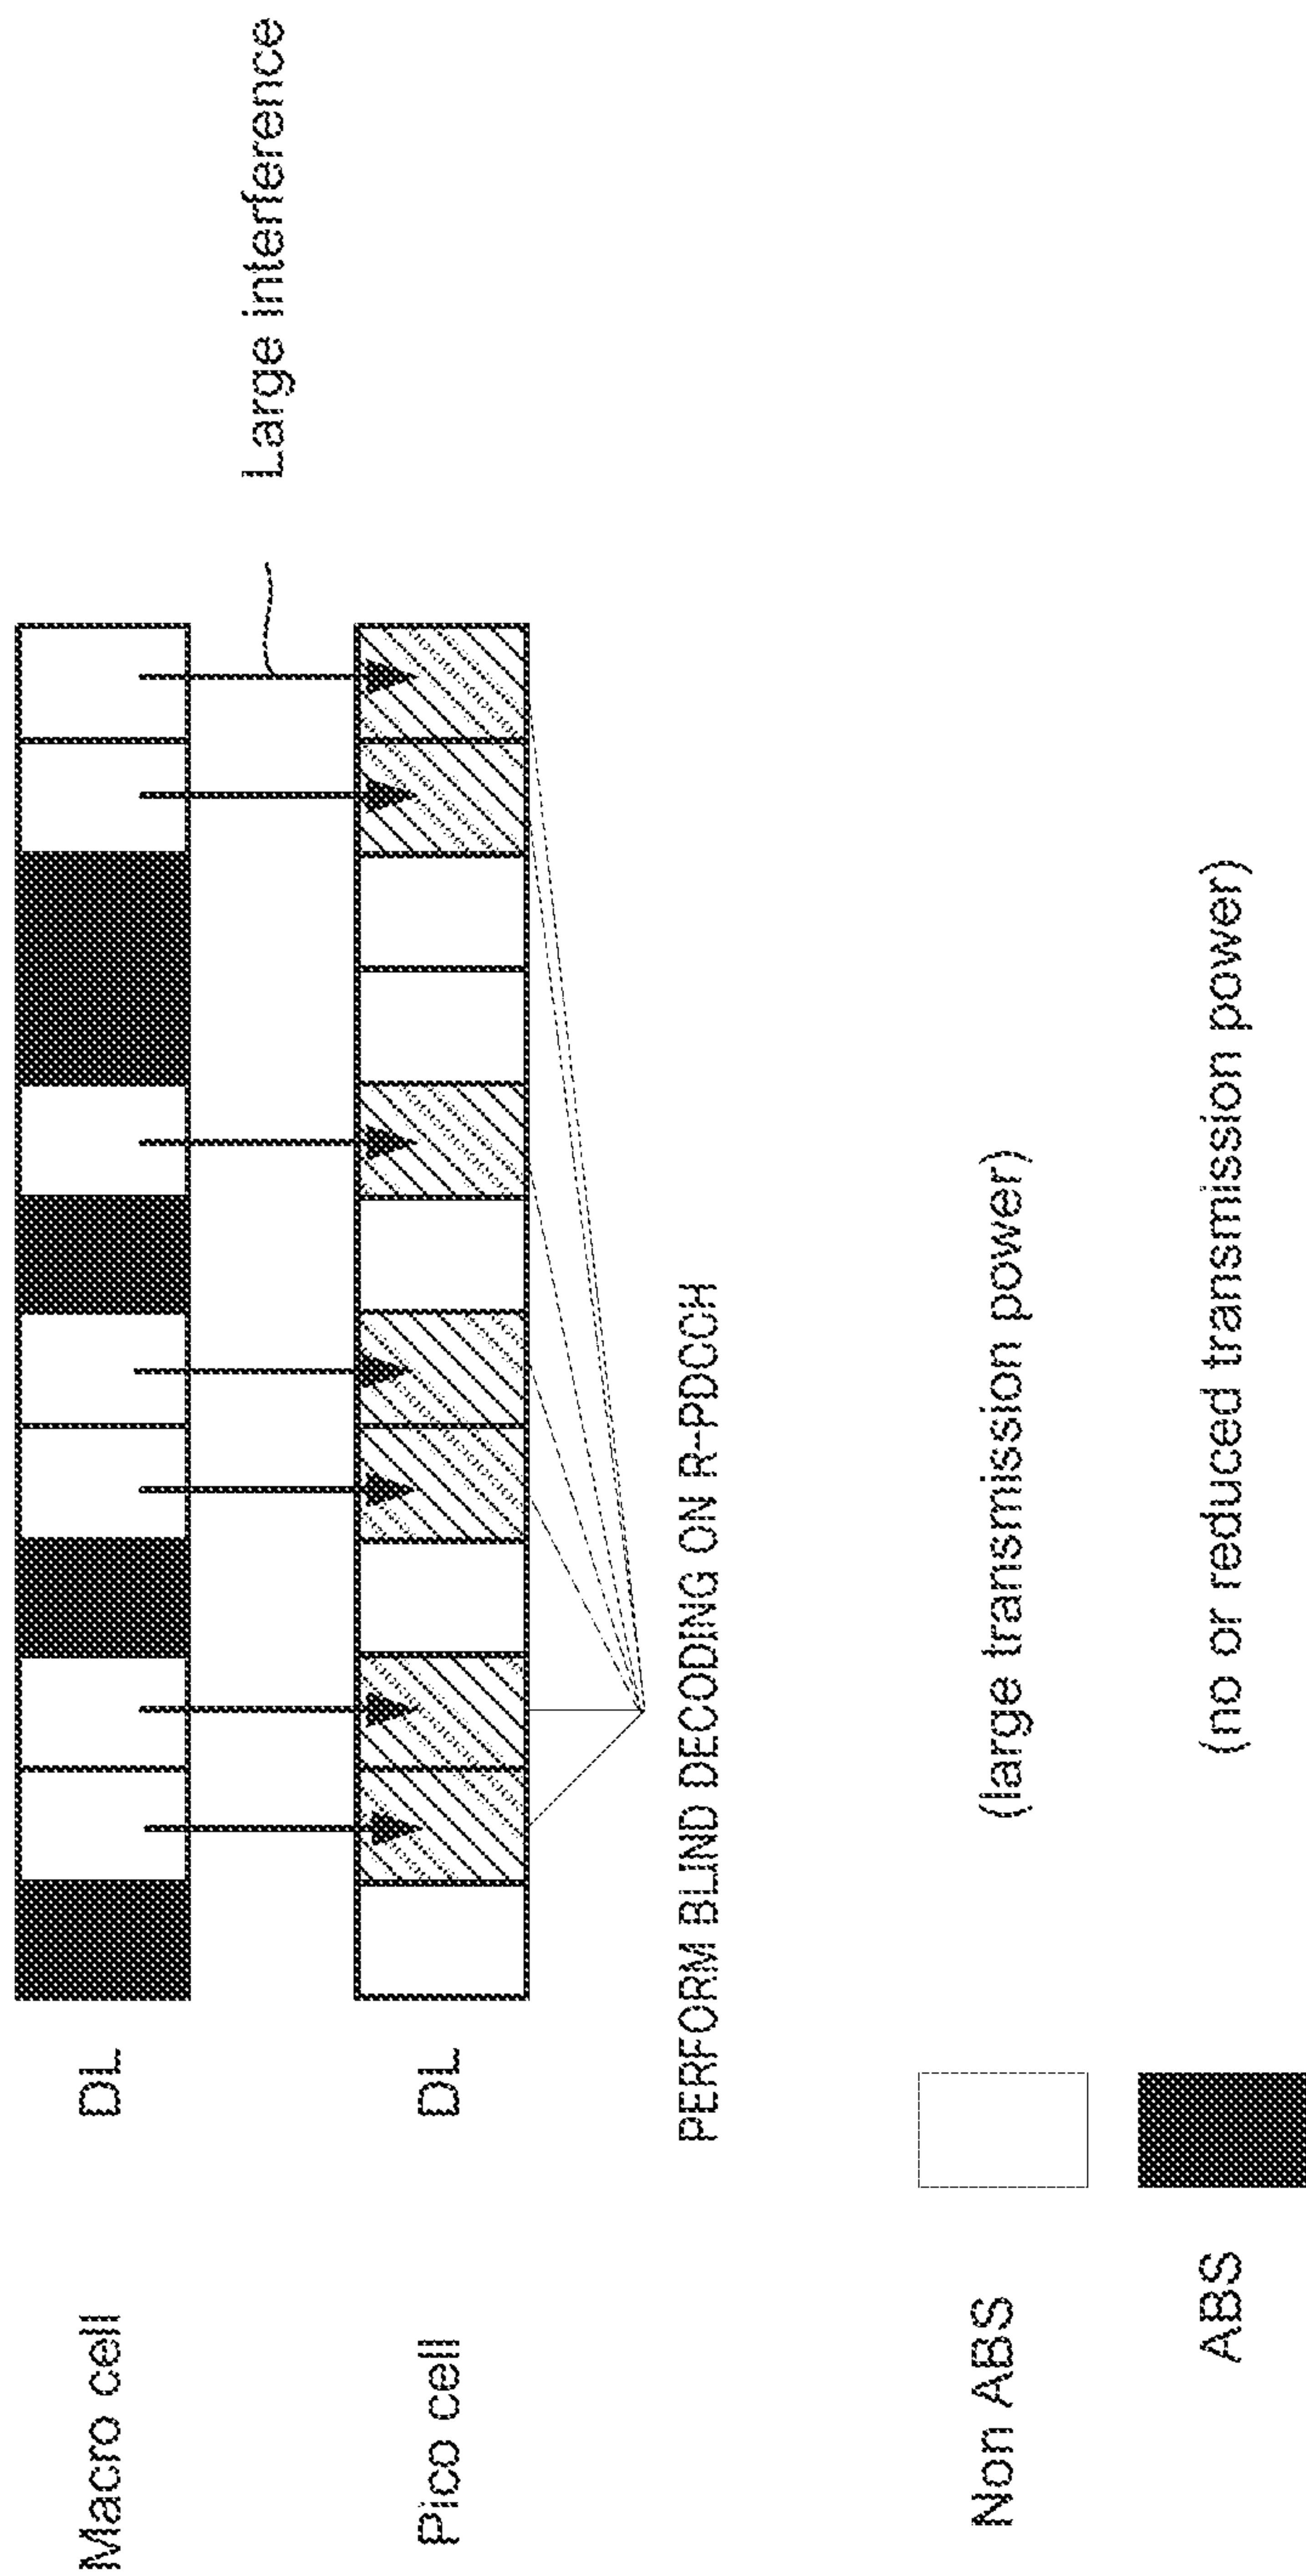 Large interference
Macro cell DL
Pico cell DL
PERFORM BLIND DECODING ON R-PDCCH
Non ABS (large transmission power)
ABS (no or reduced transmission power)